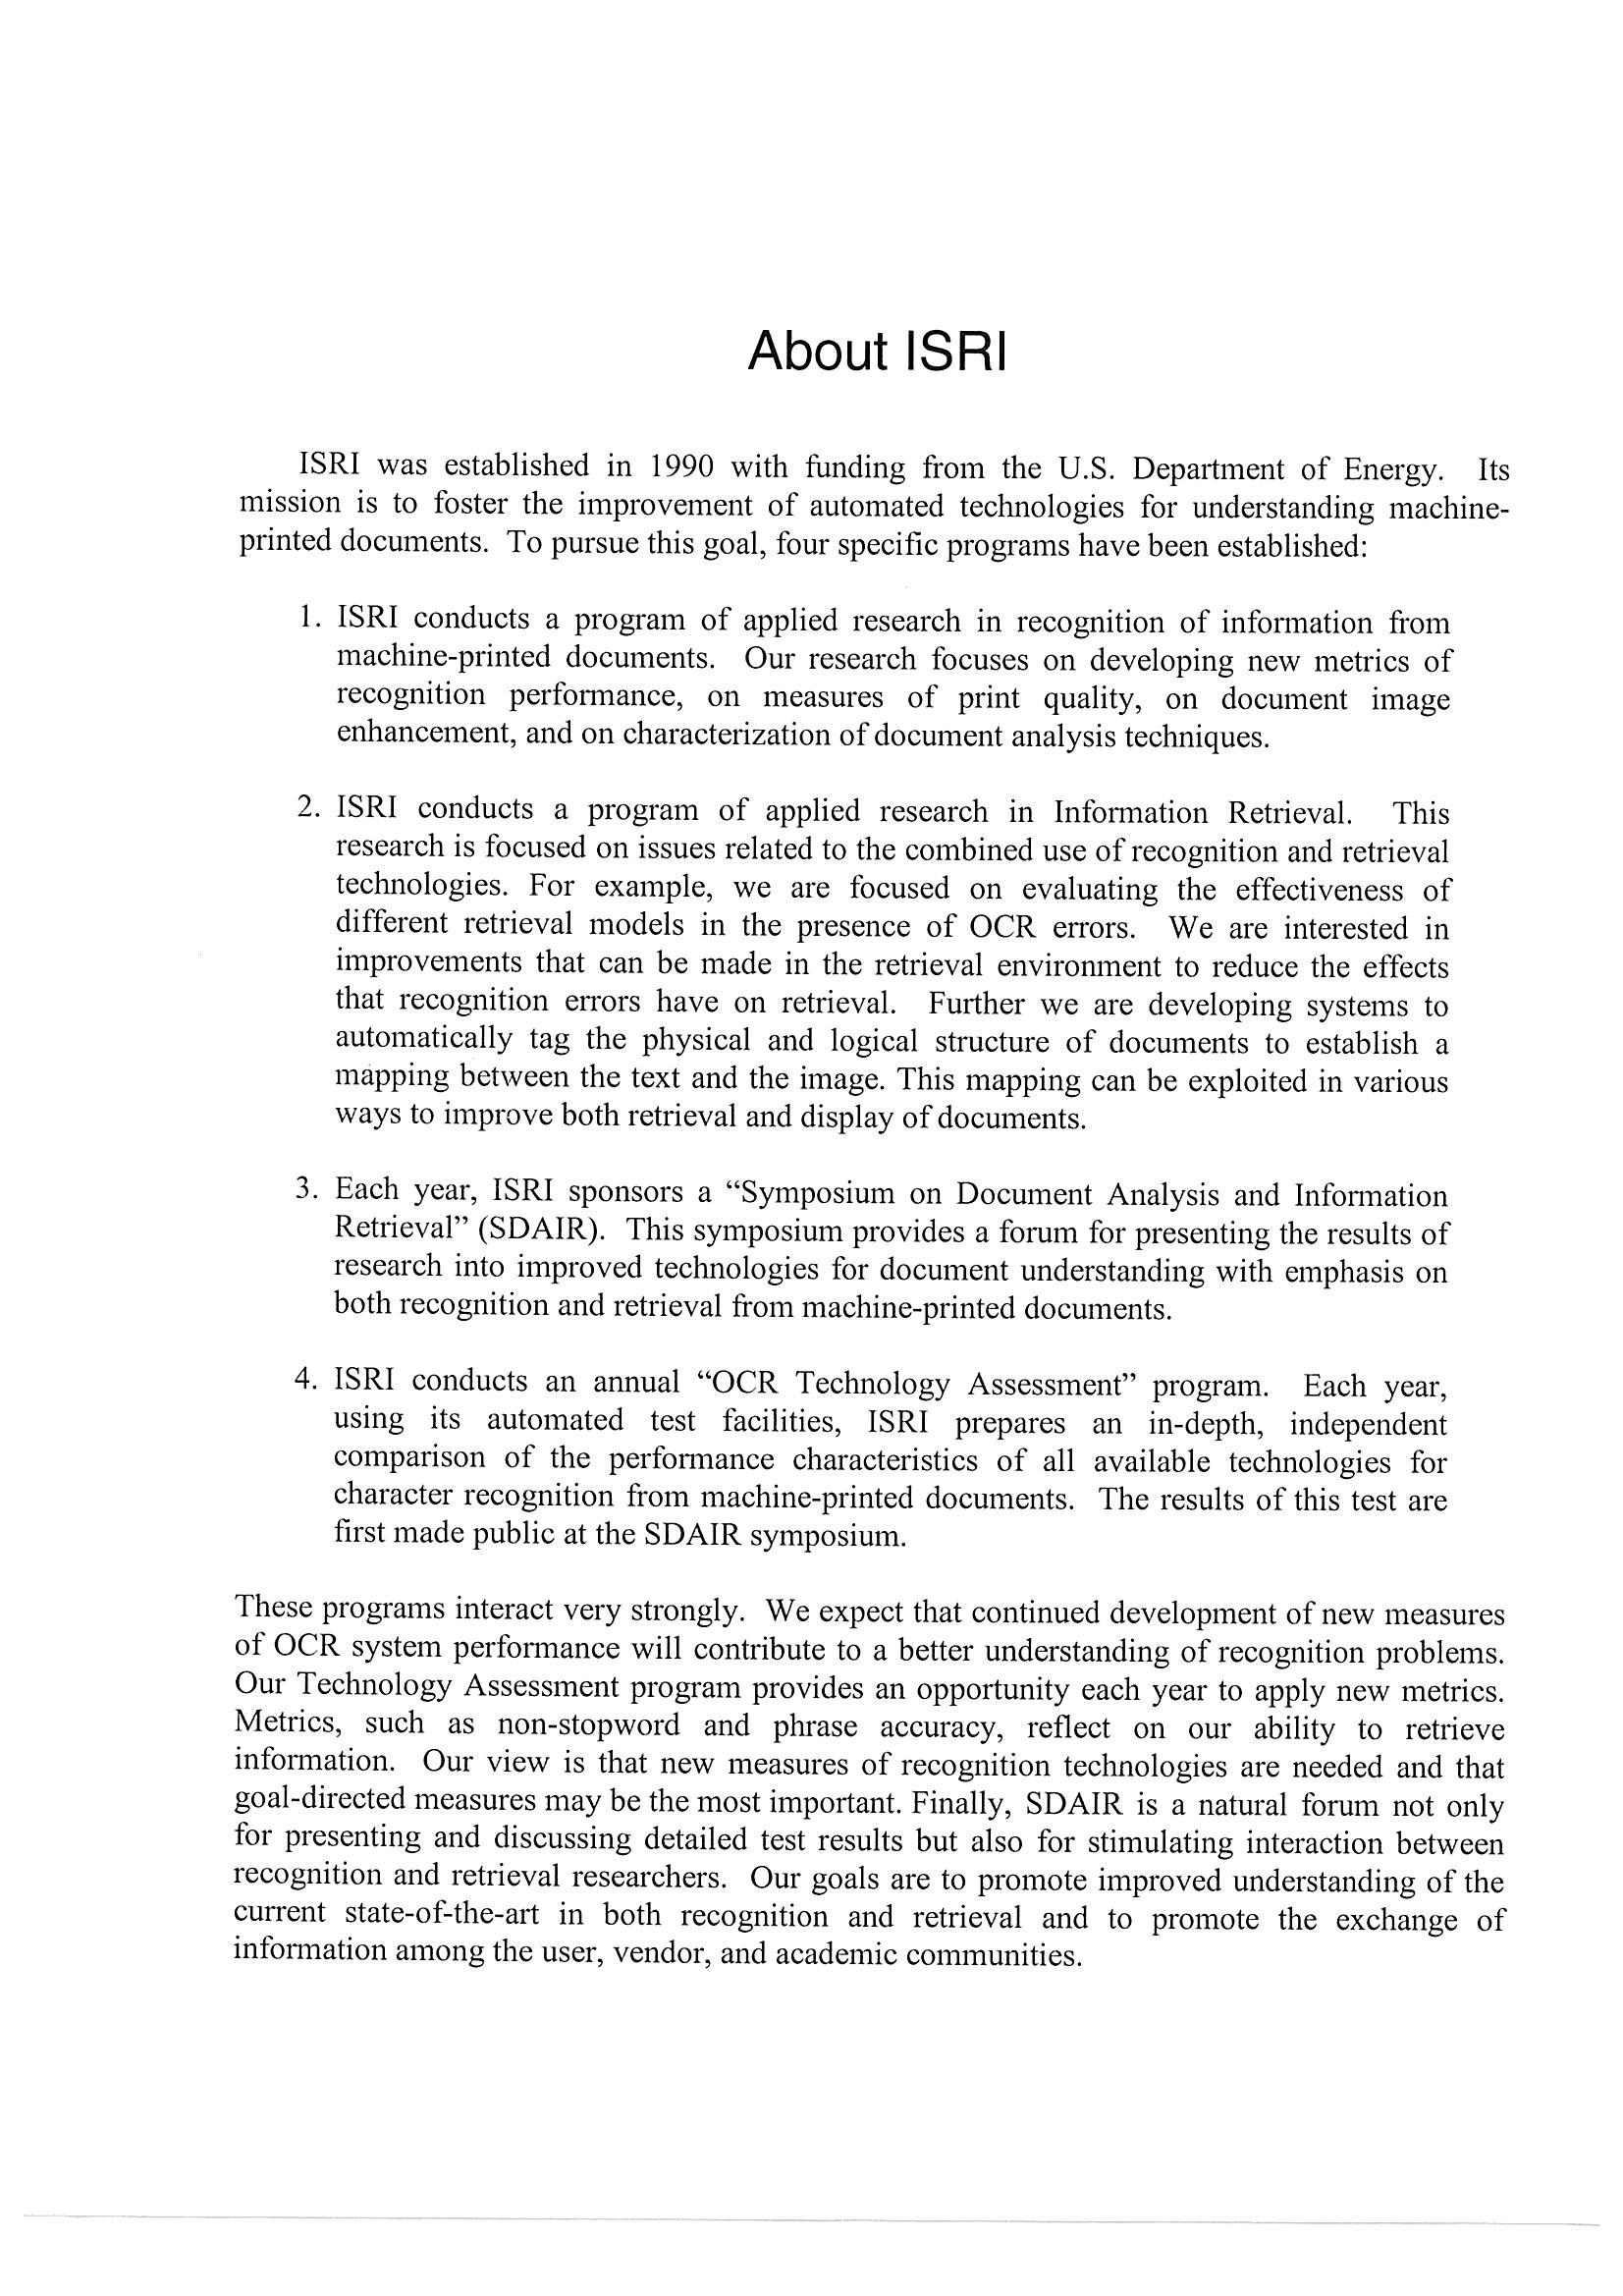 About ISRI
ISRI was established in 1990 with funding from the U.S. Department of Energy. Its
mission is to foster the improvement of automated technologies for understanding machine-
printed documents. To pursue this goal, four specific programs have been established:
1. ISRI conducts a program of applied research in recognition of information from
machine-printed documents. Our research focuses on developing new metrics of
recognition performance, on measures of print quality, on document image
enhancement, and on characterization of document analysis techniques.
2. ISRI conducts a program of applied research in Information Retrieval. This
research is focused on issues related to the combined use of recognition and retrieval
technologies. For example, we are focused on evaluating the effectiveness of
different retrieval models in the presence of OCR errors. We are interested in
improvements that can be made in the retrieval environment to reduce the effects
that recognition errors have on retrieval. Further we are developing systems to
automatically tag the physical and logical structure of documents to establish a
mapping between the text and the image. This mapping can be exploited in various
ways to improve both retrieval and display of documents.
3. Each year, ISRI sponsors a “Symposium on Document Analysis and Information
Retrieval” (SDAIR). This symposium provides a forum for presenting the results of
research into improved technologies for document understanding with emphasis on
both recognition and retrieval from machine-printed documents.
4. ISRI conducts an annual “OCR Technology Assessment” program. Each year,
using its automated test facilities, ISRI prepares an in-depth, independent
comparison of the performance characteristics of all available technologies for
character recognition from machine-printed documents. The results of this test are
first made public at the SDAIR symposium.
These programs interact very strongly. We expect that continued development of new measures
of OCR system performance will contribute to a better understanding of recognition problems.
Our Technology Assessment program provides an opportunity each year to apply new metrics.
Metrics, such as non-stopword and phrase accuracy, reflect on our ability to retrieve
information. Our view is that new measures of recognition technologies are needed and that
goal-directed measures may be the most important. Finally, SDAIR is a natural forum not only
for presenting and discussing detailed test results but also for stimulating interaction between
recognition and retrieval researchers. Our goals are to promote improved understanding of the
current state-of-the-art in both recognition and retrieval and to promote the exchange of
information among the user, vendor, and academic communities.